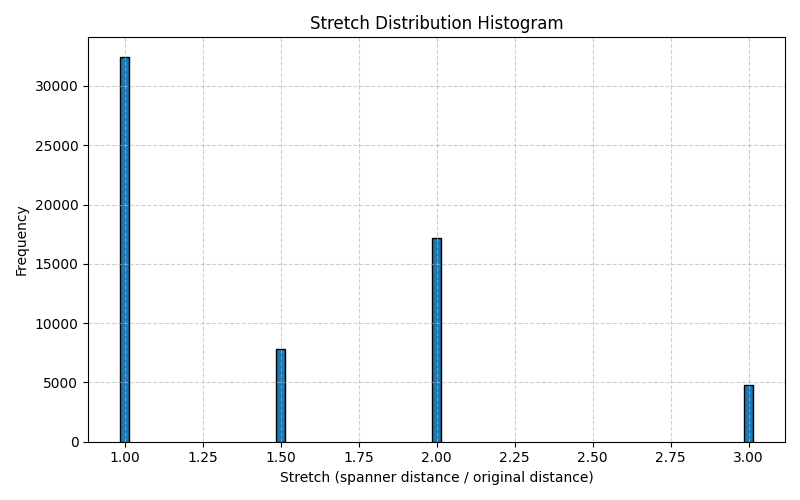 Stretch Distribution Histogram
Frequency
30000
25000
20000
15000
10000
5000
0
1.00 1.25 1.50 1.75 2.00 2.25 2.50 2.75 3.00
Stretch (spanner distance / original distance)